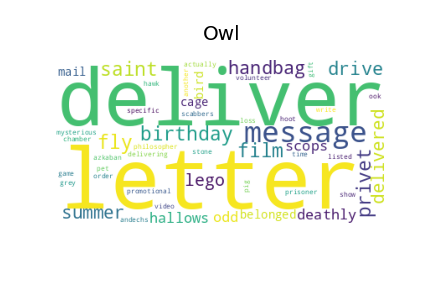 Owl
mail
saint
actually
another
bird
gift
handbag
volunteer
drive
hawk
deliver
specific
cage
scabbers
write
ook
mysterious
chamber
fly
philosopher
birthday
loss
hoot
message
azkaban
delivering
stone
film
time
scops
listed
privet
delivered
letter
game
grey
pet
order
promotional
lego
pig
prisoner
show
summer
video
andechs
hallows
odd
belonged
deathly